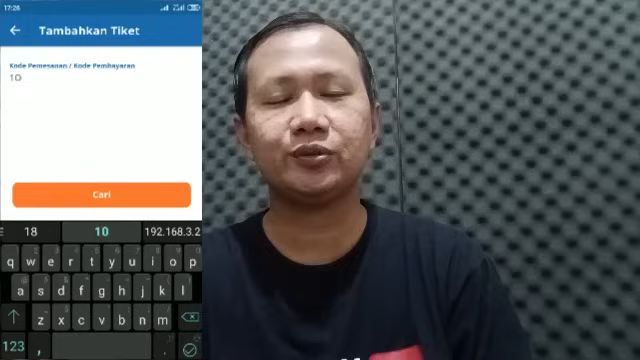 17:26
Tambahkan Tiket
Kode Pemesanan / Kode Pembayaran
10
Cari
18 10 192.168.3.2
q w e r t y u i o p
a s d f g h j k l
z x c v b n m
123 , .